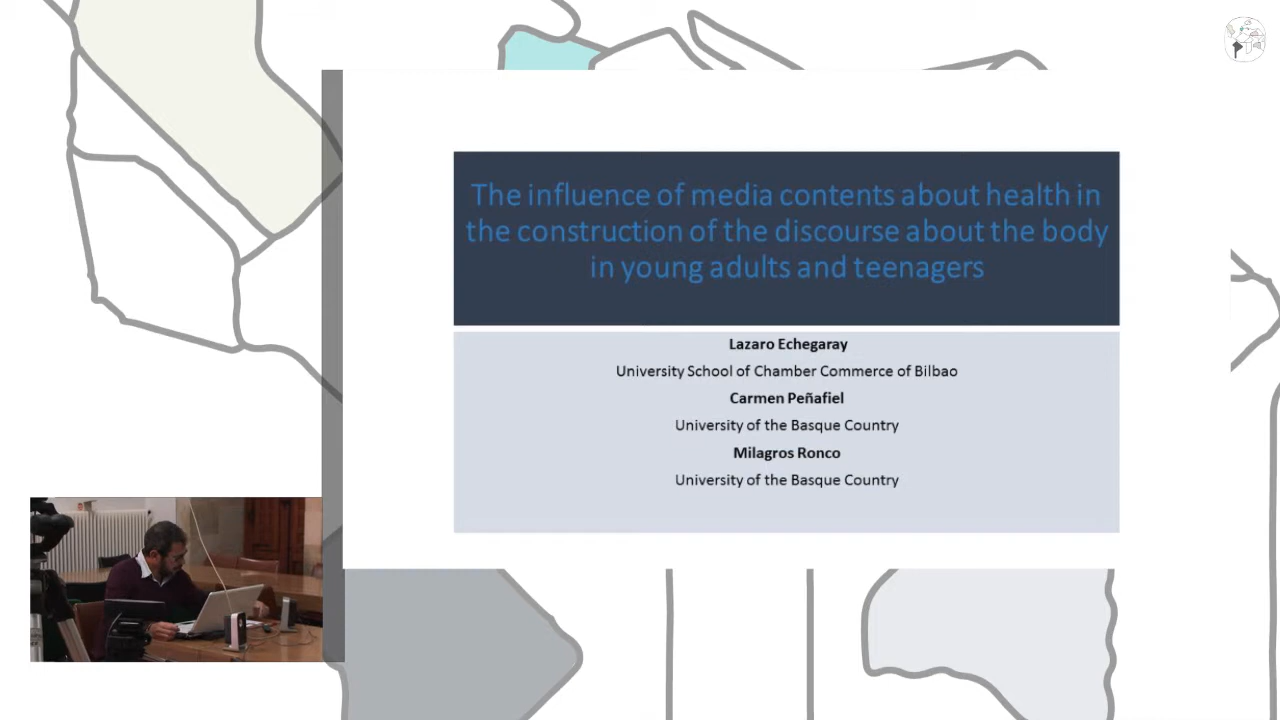 The influence of media contents about health in
the construction of the discourse about the body
in young adults and teenagers
Lazaro Echegaray
University School of Chamber Commerce of Bilbao
Carmen Peñafiel
University of the Basque Country
Milagros Ronco
University of the Basque Country